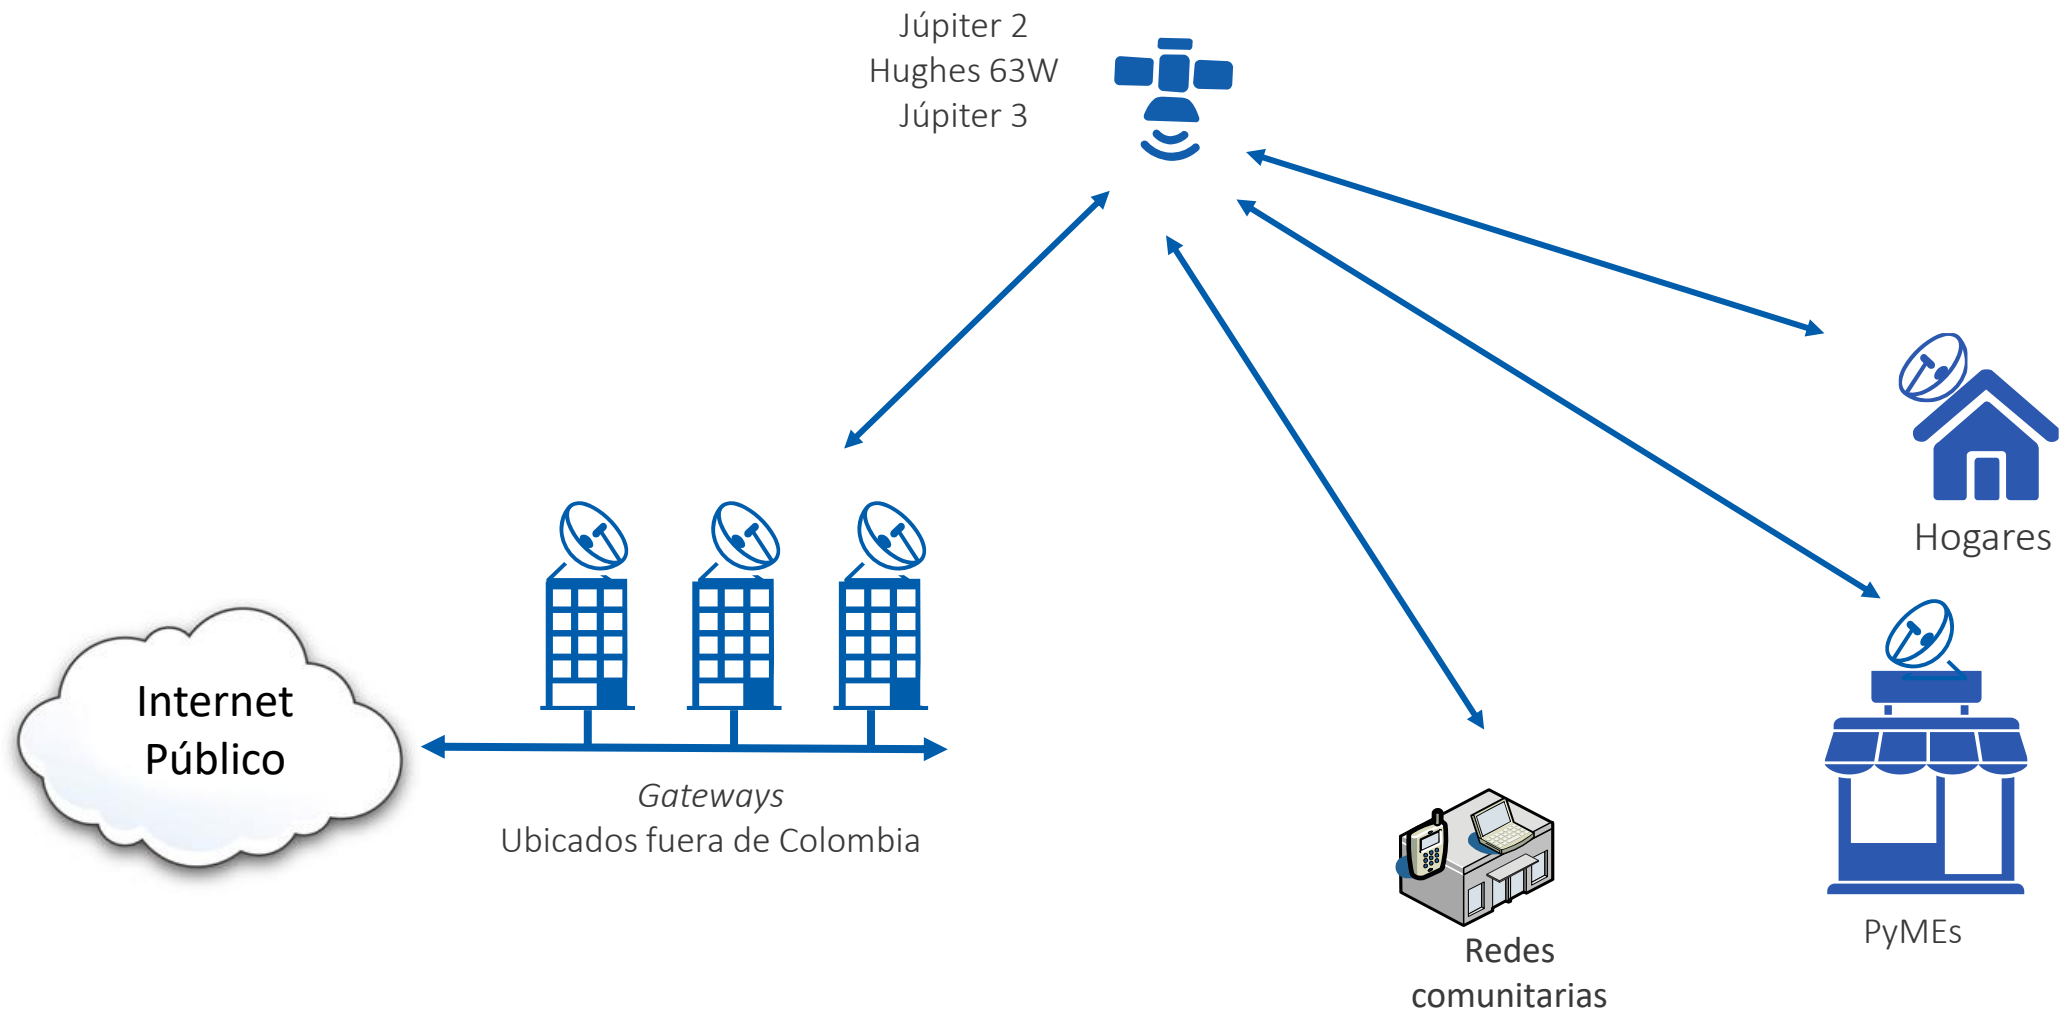 Júpiter 2
Hughes 63W
Júpiter 3
Hogares
Internet
Público
Gateways
Ubicados fuera de Colombia
PyMEs
Redes
comunitarias